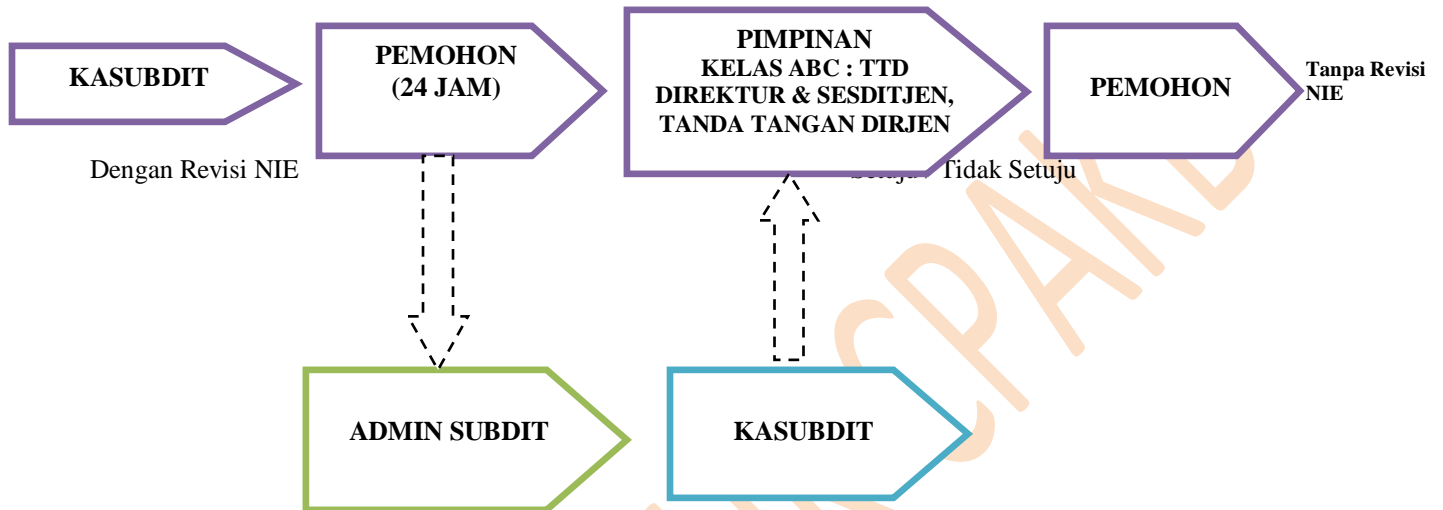 KASUBDIT
PEMOHON
(24 JAM)
PIMPINAN
KELAS ABC : TTD
DIREKTUR & SESDITJEN,
TANDA TANGAN DIRJEN
PEMOHON
Tanpa Revisi
NIE
Dengan Revisi NIE
Tidak Setuju
ADMIN SUBDIT
KASUBDIT